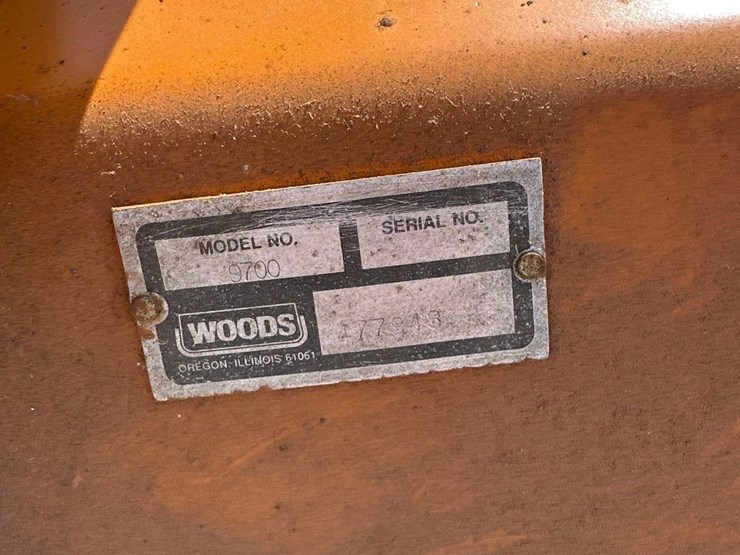 MODEL NO.
9700
SERIAL NO.
WOODS
OREGON, ILLINOIS 61061